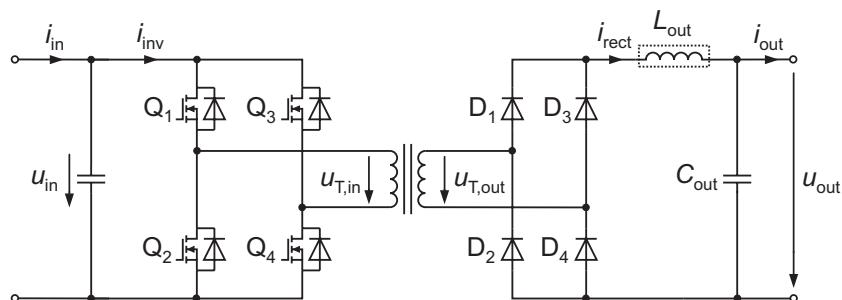 i_in
i_inv
i_rect
L_out
i_out
Q_1
Q_3
D_1
D_3
u_in
u_T,in
u_T,out
C_out
u_out
Q_2
Q_4
D_2
D_4